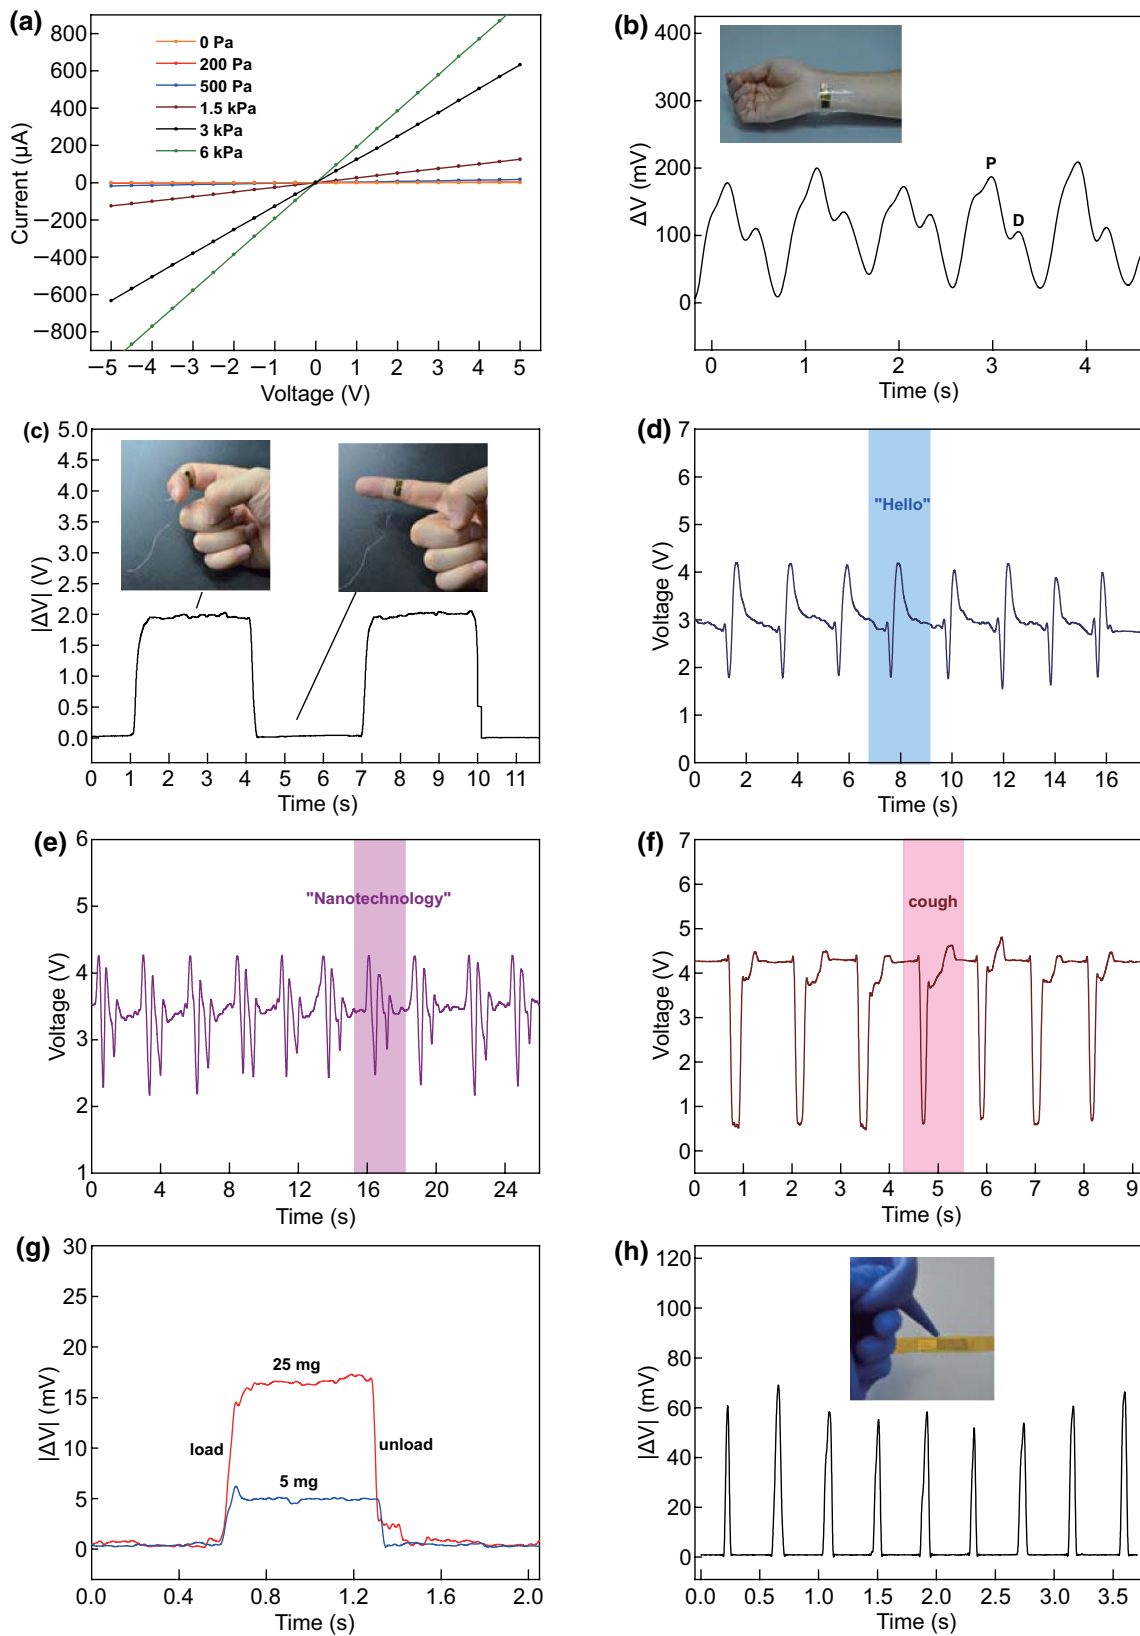 (a)
800
600
400
200
0
−200
−400
−600
−800
Current (μA)
0 Pa
200 Pa
500 Pa
1.5 kPa
3 kPa
6 kPa
−5 −4 −3 −2 −1 0 1 2 3 4 5
Voltage (V)
(b)
400
300
200
100
0
ΔV (mV)
P
D
0 1 2 3 4
Time (s)
(c)
5.0
4.5
4.0
3.5
3.0
2.5
2.0
1.5
1.0
0.5
0.0
|ΔV| (V)
0 1 2 3 4 5 6 7 8 9 10 11
Time (s)
(d)
7
6
5
4
3
2
1
0
Voltage (V)
"Hello"
0 2 4 6 8 10 12 14 16
Time (s)
(e)
6
5
4
3
2
1
Voltage (V)
"Nanotechnology"
0 4 8 12 16 20 24
Time (s)
(f)
7
6
5
4
3
2
1
0
Voltage (V)
cough
0 1 2 3 4 5 6 7 8 9
Time (s)
(g)
30
25
20
15
10
5
0
|ΔV| (mV)
25 mg
load
unload
5 mg
0.0 0.4 0.8 1.2 1.6 2.0
Time (s)
(h)
120
100
80
60
40
20
0
|ΔV| (mV)
0.0 0.5 1.0 1.5 2.0 2.5 3.0 3.5
Time (s)